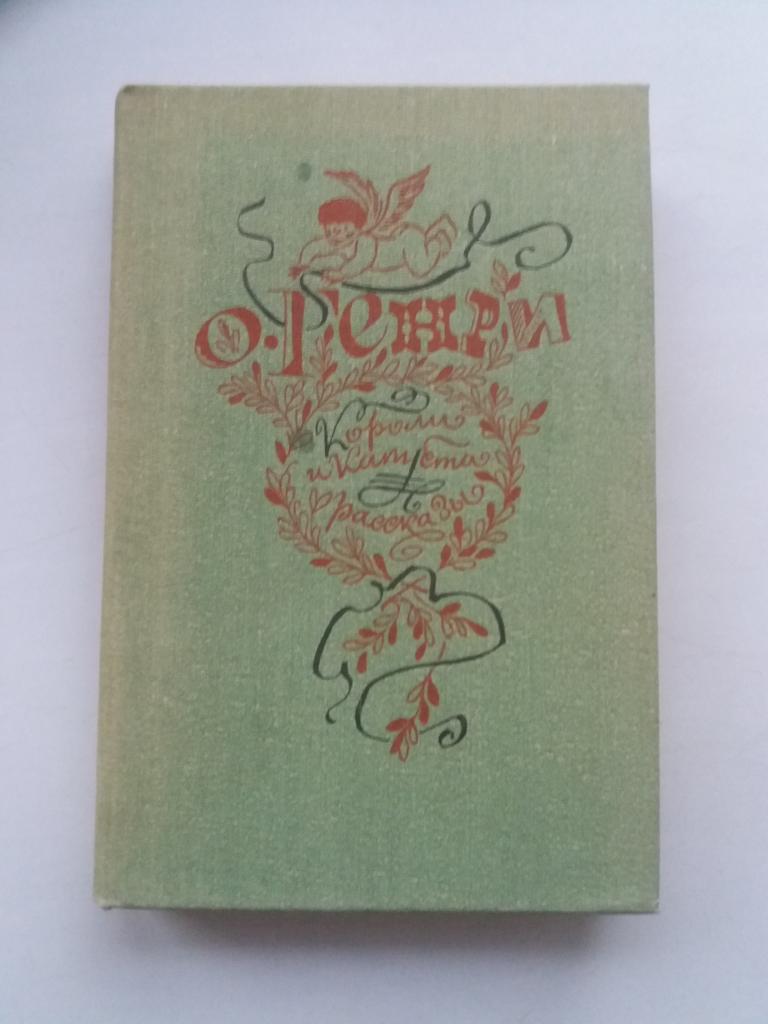 О. Генри
Короли
и капуста
рассказы